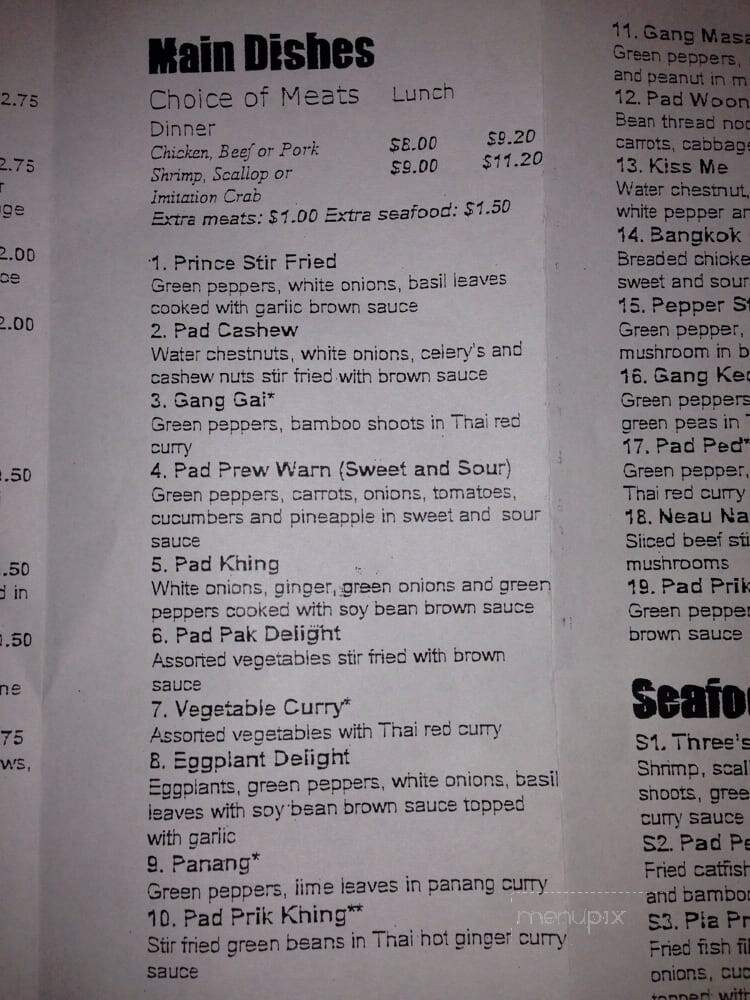 2.75
2.75
r
ge
2.00
ce
2.00
.50
.50
d in
.50
ne
75
ws,
Main Dishes
Choice of Meats Lunch
Dinner
Chicken, Beef or Pork $8.00 $9.20
Shrimp, Scallop or $9.00 $11.20
Imitation Crab
Extra meats: $1.00 Extra seafood: $1.50
1. Prince Stir Fried
Green peppers, white onions, basil leaves
cooked with garlic brown sauce
2. Pad Cashew
Water chestnuts, white onions, celery's and
cashew nuts stir fried with brown sauce
3. Gang Gai*
Green peppers, bamboo shoots in Thai red
curry
4. Pad Prew Warn (Sweet and Sour)
Green peppers, carrots, onions, tomatoes,
cucumbers and pineapple in sweet and sour
sauce
5. Pad Khing
White onions, ginger, green onions and green
peppers cooked with soy bean brown sauce
6. Pad Pak Delight
Assorted vegetables stir fried with brown
sauce
7. Vegetable Curry*
Assorted vegetables with Thai red curry
8. Eggplant Delight
Eggplants, green peppers, white onions, basil
leaves with soy bean brown sauce topped
with garlic
9. Panang*
Green peppers, lime leaves in panang curry
10. Pad Prik Khing**
Stir fried green beans in Thai hot ginger curry
sauce
11. Gang Masa
Green peppers,
and peanut in m
12. Pad Woon
Bean thread noo
carrots, cabbage
13. Kiss Me
Water chestnut,
white pepper an
14. Bangkok
Breaded chicke
sweet and sour
15. Pepper St
Green pepper,
mushroom in b
16. Gang Keo
Green peppers
green peas in T
17. Pad Ped*
Green pepper,
Thai red curry
18. Neau Na
Sliced beef sti
mushrooms
19. Pad Prik
Green pepper
brown sauce
Seafo
S1. Three's
Shrimp, scal
shoots, gree
curry sauce
S2. Pad Pe
Fried catfish
and bamboo
S3. Pla Pr
Fried fish fil
onions, cuc
topped with
menupix